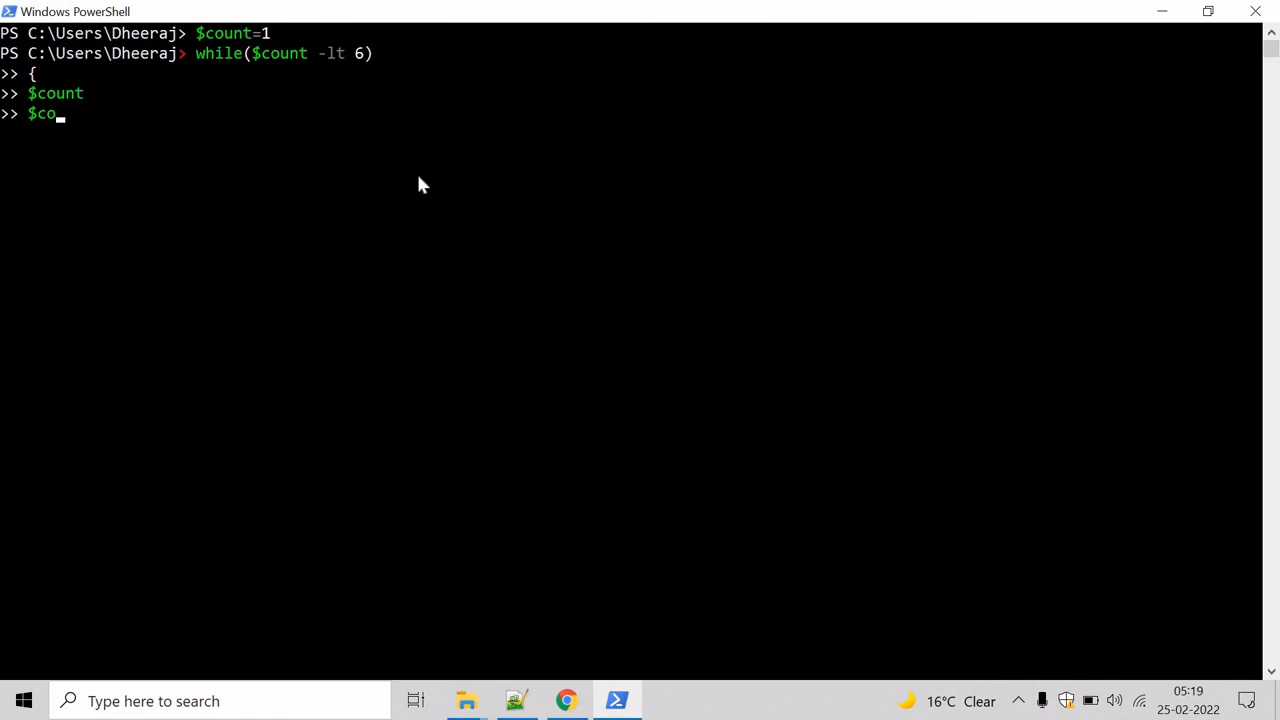 Windows PowerShell
PS C:\Users\Dheeraj> $count=1
PS C:\Users\Dheeraj> while($count -lt 6)
>> {
>> $count
>> $co
Type here to search
16°C Clear
05:19
25-02-2022